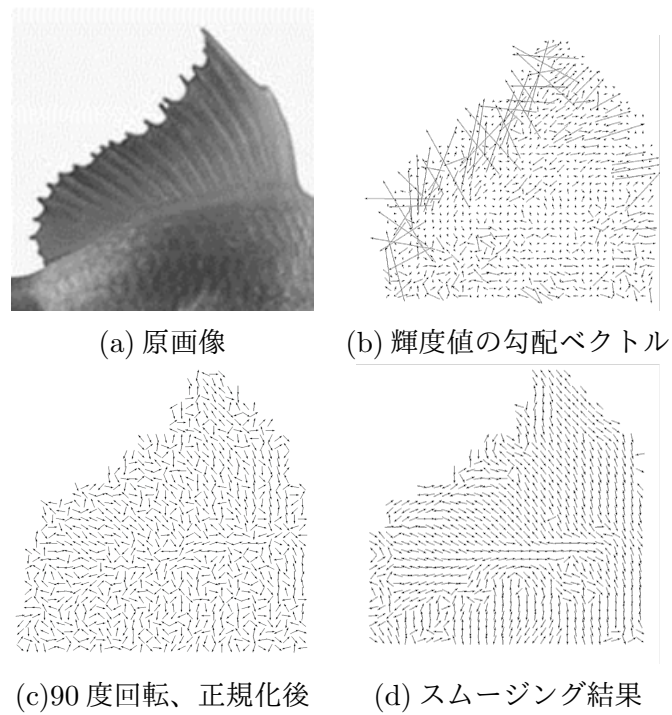 (a) 原画像
(b) 輝度値の勾配ベクトル
(c)90 度回転、正規化後
(d) スムージング結果